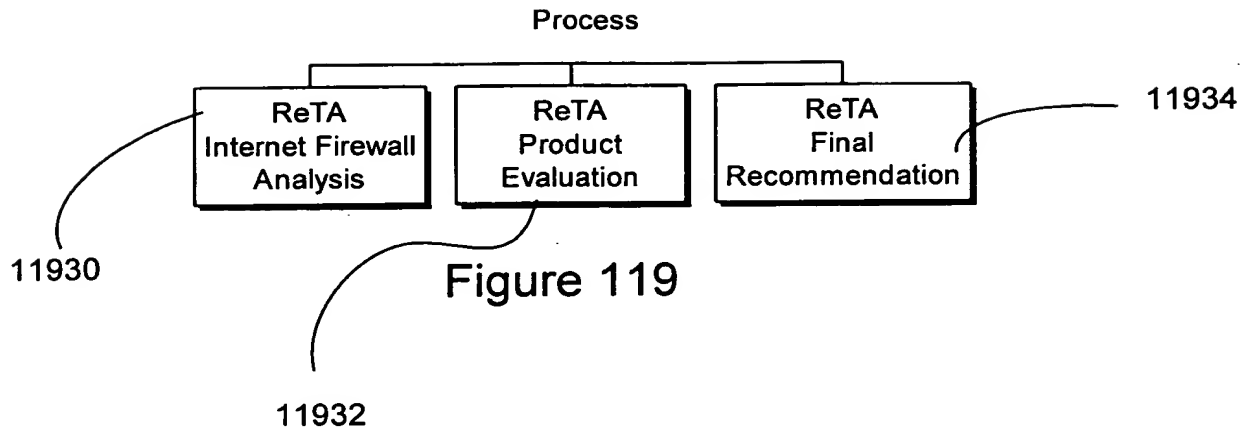 Process
ReTA
Internet Firewall
Analysis
ReTA
Product
Evaluation
ReTA
Final
Recommendation
11934
11930
Figure 119
11932